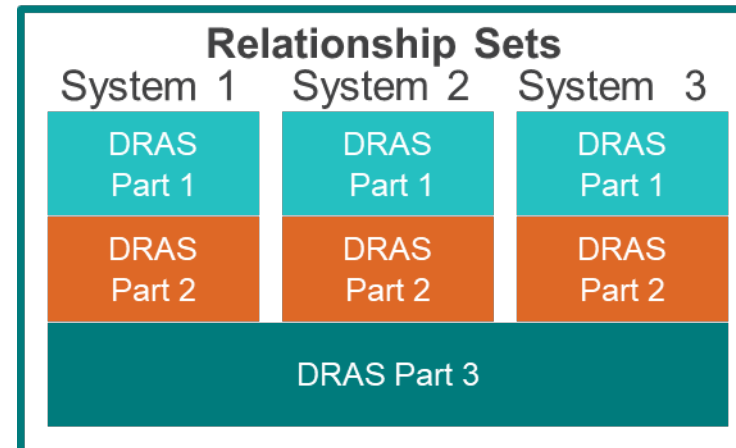 Relationship Sets
System 1 System 2 System 3
DRAS DRAS DRAS
Part 1 Part 1 Part 1
DRAS DRAS DRAS
Part 2 Part 2 Part 2
DRAS Part 3